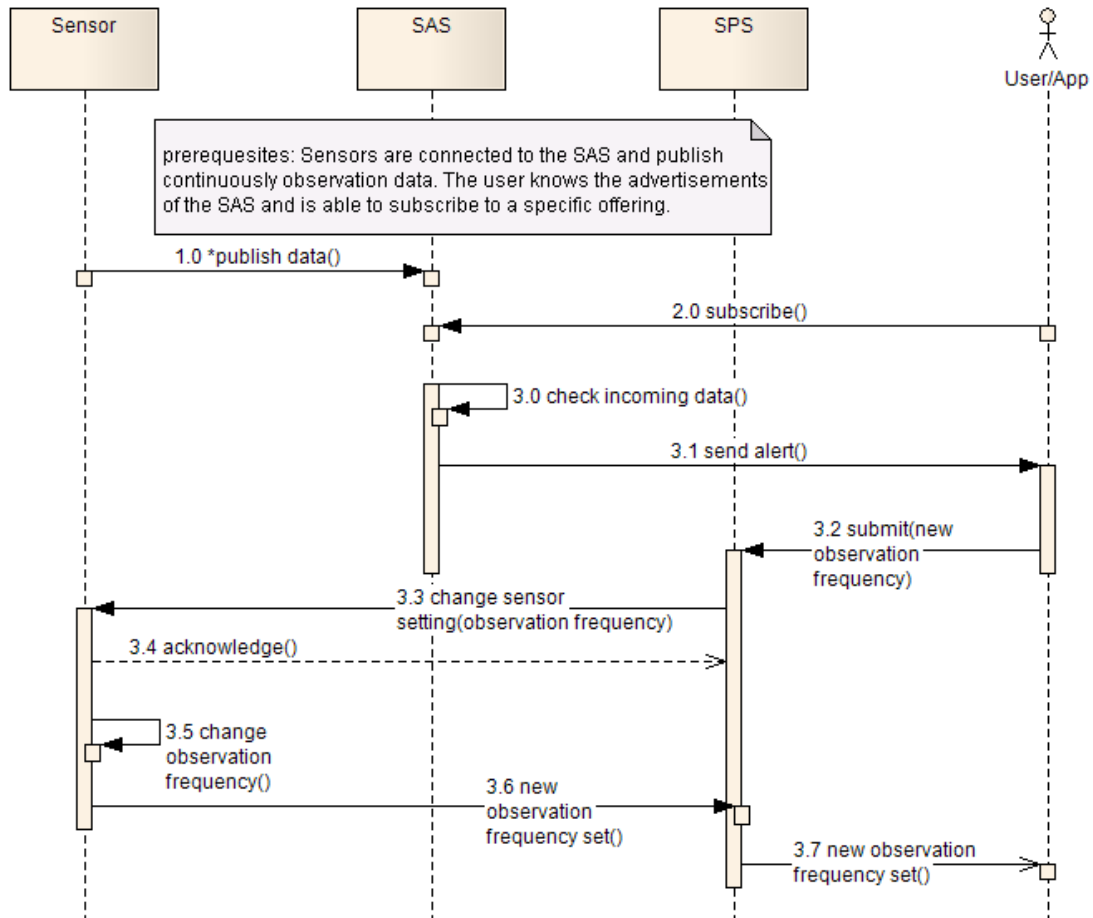 Sensor
SAS
SPS
User/App
prerequesites: Sensors are connected to the SAS and publish
continuously observation data. The user knows the advertisements
of the SAS and is able to subscribe to a specific offering.
1.0 *publish data()
2.0 subscribe()
3.0 check incoming data()
3.1 send alert()
3.2 submit(new
observation
frequency)
3.3 change sensor
setting(observation frequency)
3.4 acknowledge()
3.5 change
observation
frequency()
3.6 new
observation
frequency set()
3.7 new observation
frequency set()